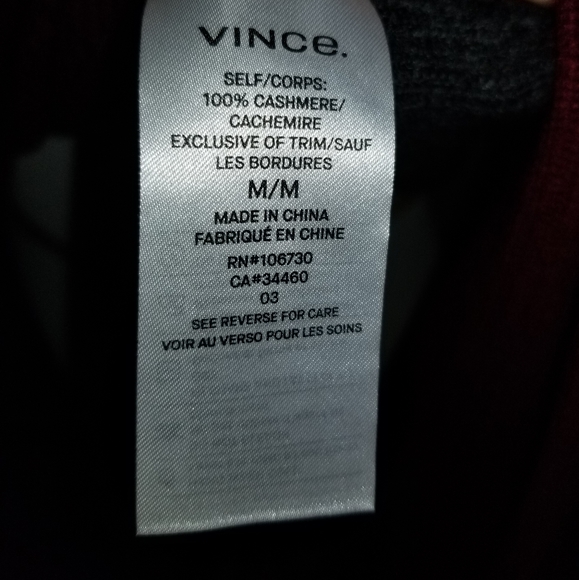 VINCE.
SELF/CORPS:
100% CASHMERE/
CACHEMIRE
EXCLUSIVE OF TRIM/SAUF
LES BORDURES
M/M
MADE IN CHINA
FABRIQUÉ EN CHINE
RN#106730
CA#34460
03
SEE REVERSE FOR CARE
VOIR AU VERSO POUR LES SOINS